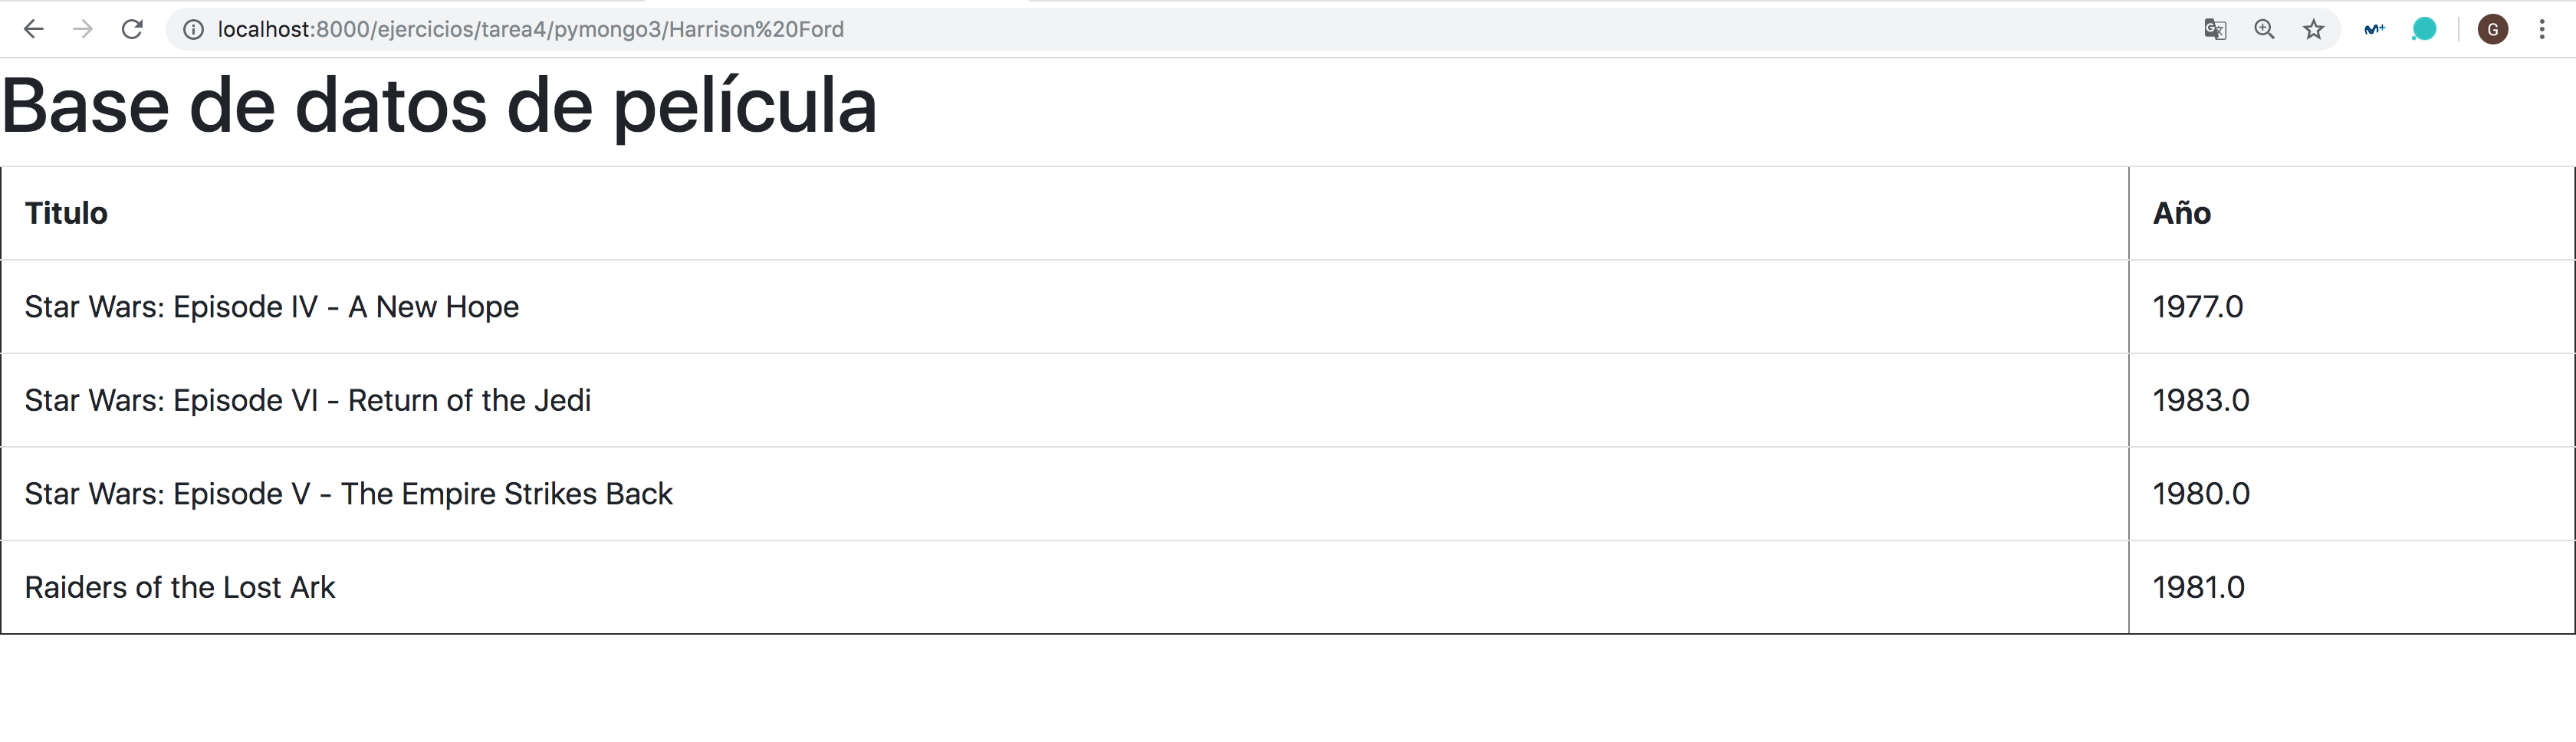 localhost:8000/ejercicios/tarea4/pymongo3/Harrison%20Ford
G
Base de datos de película
Titulo Año
Star Wars: Episode IV - A New Hope 1977.0
Star Wars: Episode VI - Return of the Jedi 1983.0
Star Wars: Episode V - The Empire Strikes Back 1980.0
Raiders of the Lost Ark 1981.0